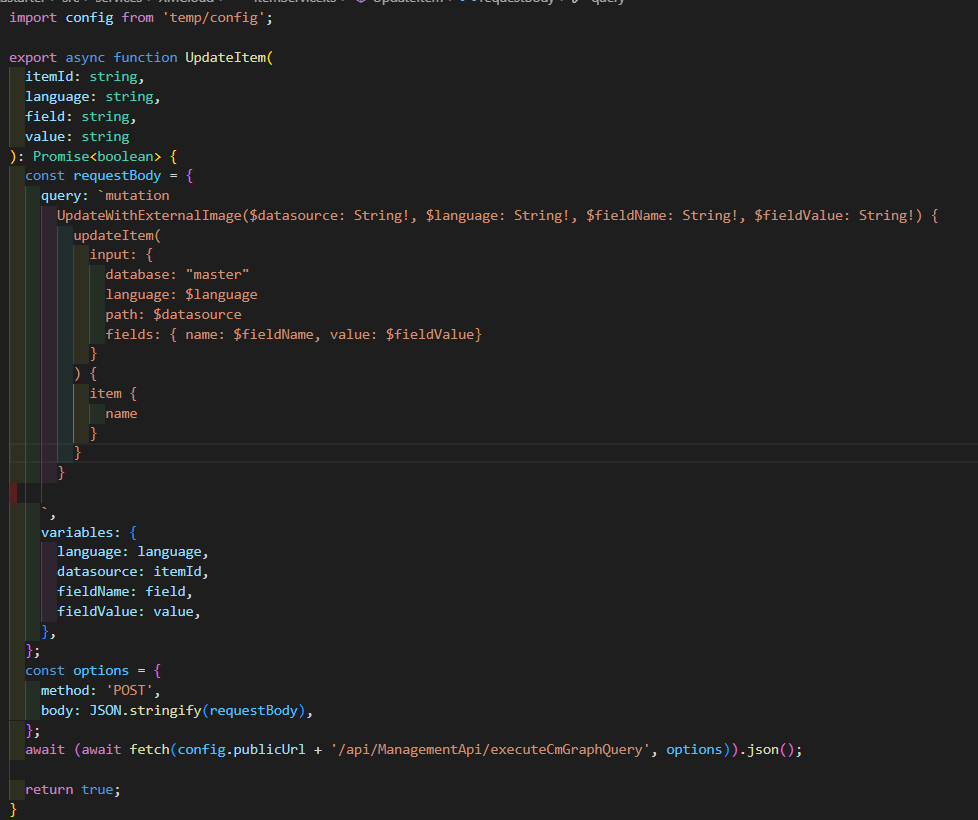 import config from 'temp/config';
export async function UpdateItem(
itemId: string,
language: string,
field: string,
value: string
): Promise<boolean> {
const requestBody = {
query: `mutation
UpdateWithExternalImage($datasource: String!, $language: String!, $fieldName: String!, $fieldValue: String!) {
updateItem(
input: {
database: "master"
language: $language
path: $datasource
fields: { name: $fieldName, value: $fieldValue}
}
) {
item {
name
}
}
}
`,
variables: {
language: language,
datasource: itemId,
fieldName: field,
fieldValue: value,
},
};
const options = {
method: 'POST',
body: JSON.stringify(requestBody),
};
await (await fetch(config.publicUrl + '/api/ManagementApi/executeCmGraphQuery', options)).json();
return true;
}